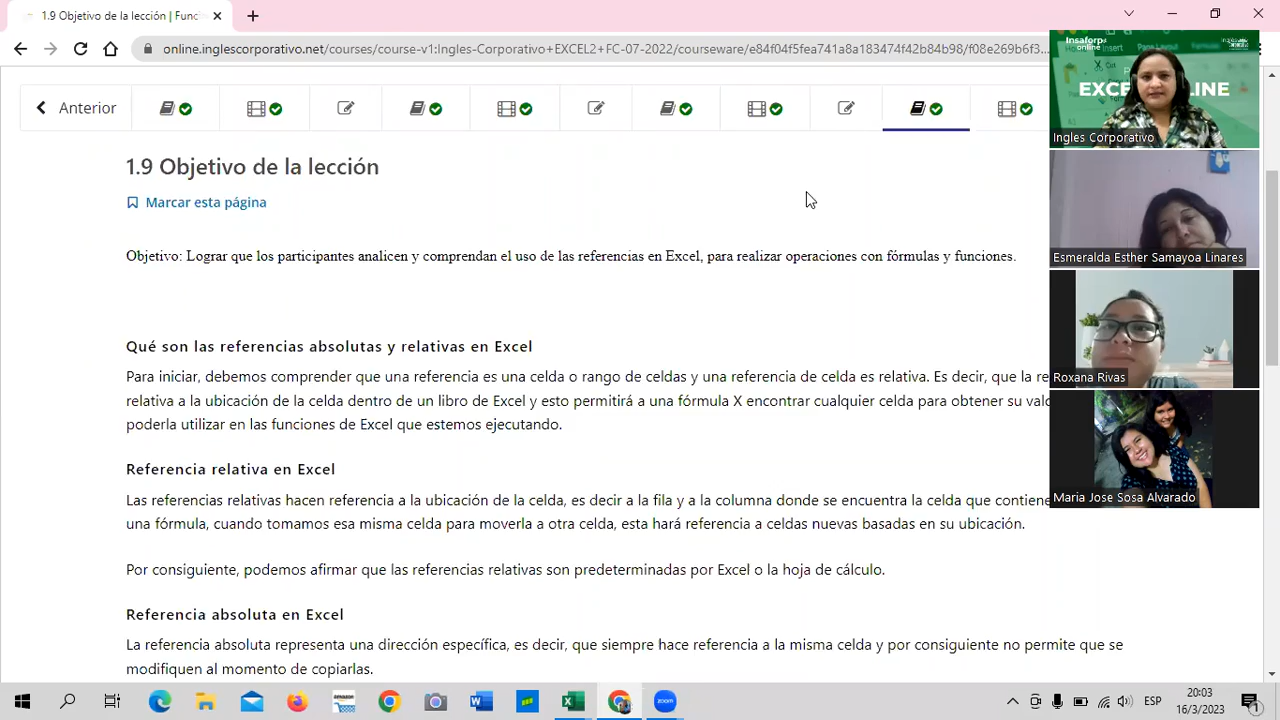 1.9 Objetivo de la lección | Func
online.inglescorporativo.net/courses/course-v1:Ingles-Corporativo+EXCEL2+FC-07-2022/courseware/
Anterior
1.9 Objetivo de la lección
Marcar esta página
Objetivo: Lograr que los participantes analicen y comprendan el uso de las referencias en Excel, para realizar operaciones con fórmulas y funciones.
Qué son las referencias absolutas y relativas en Excel
Para iniciar, debemos comprender que una referencia es una celda o rango de celdas y una referencia de celda es relativa. Es decir, que la re
relativa a la ubicación de la celda dentro de un libro de Excel y esto permitirá a una fórmula X encontrar cualquier celda para obtener su valo
poderla utilizar en las funciones de Excel que estemos ejecutando.
Referencia relativa en Excel
Las referencias relativas hacen referencia a la ubicación de la celda, es decir a la fila y a la columna donde se encuentra la celda que contiene
una fórmula, cuando tomamos esa misma celda para moverla a otra celda, esta hará referencia a celdas nuevas basadas en su ubicación.
Por consiguiente, podemos afirmar que las referencias relativas son predeterminadas por Excel o la hoja de cálculo.
Referencia absoluta en Excel
La referencia absoluta representa una dirección específica, es decir, que siempre hace referencia a la misma celda y por consiguiente no permite que se
modifiquen al momento de copiarlas.
Insaforp
online
Page Layout
Cut
EXCE LINE
Ingles Corporativo
Esmeralda Esther Samayoa Linares
Roxana Rivas
Maria Jose Sosa Alvarado
amazon
ESP
20:03
16/3/2023
1